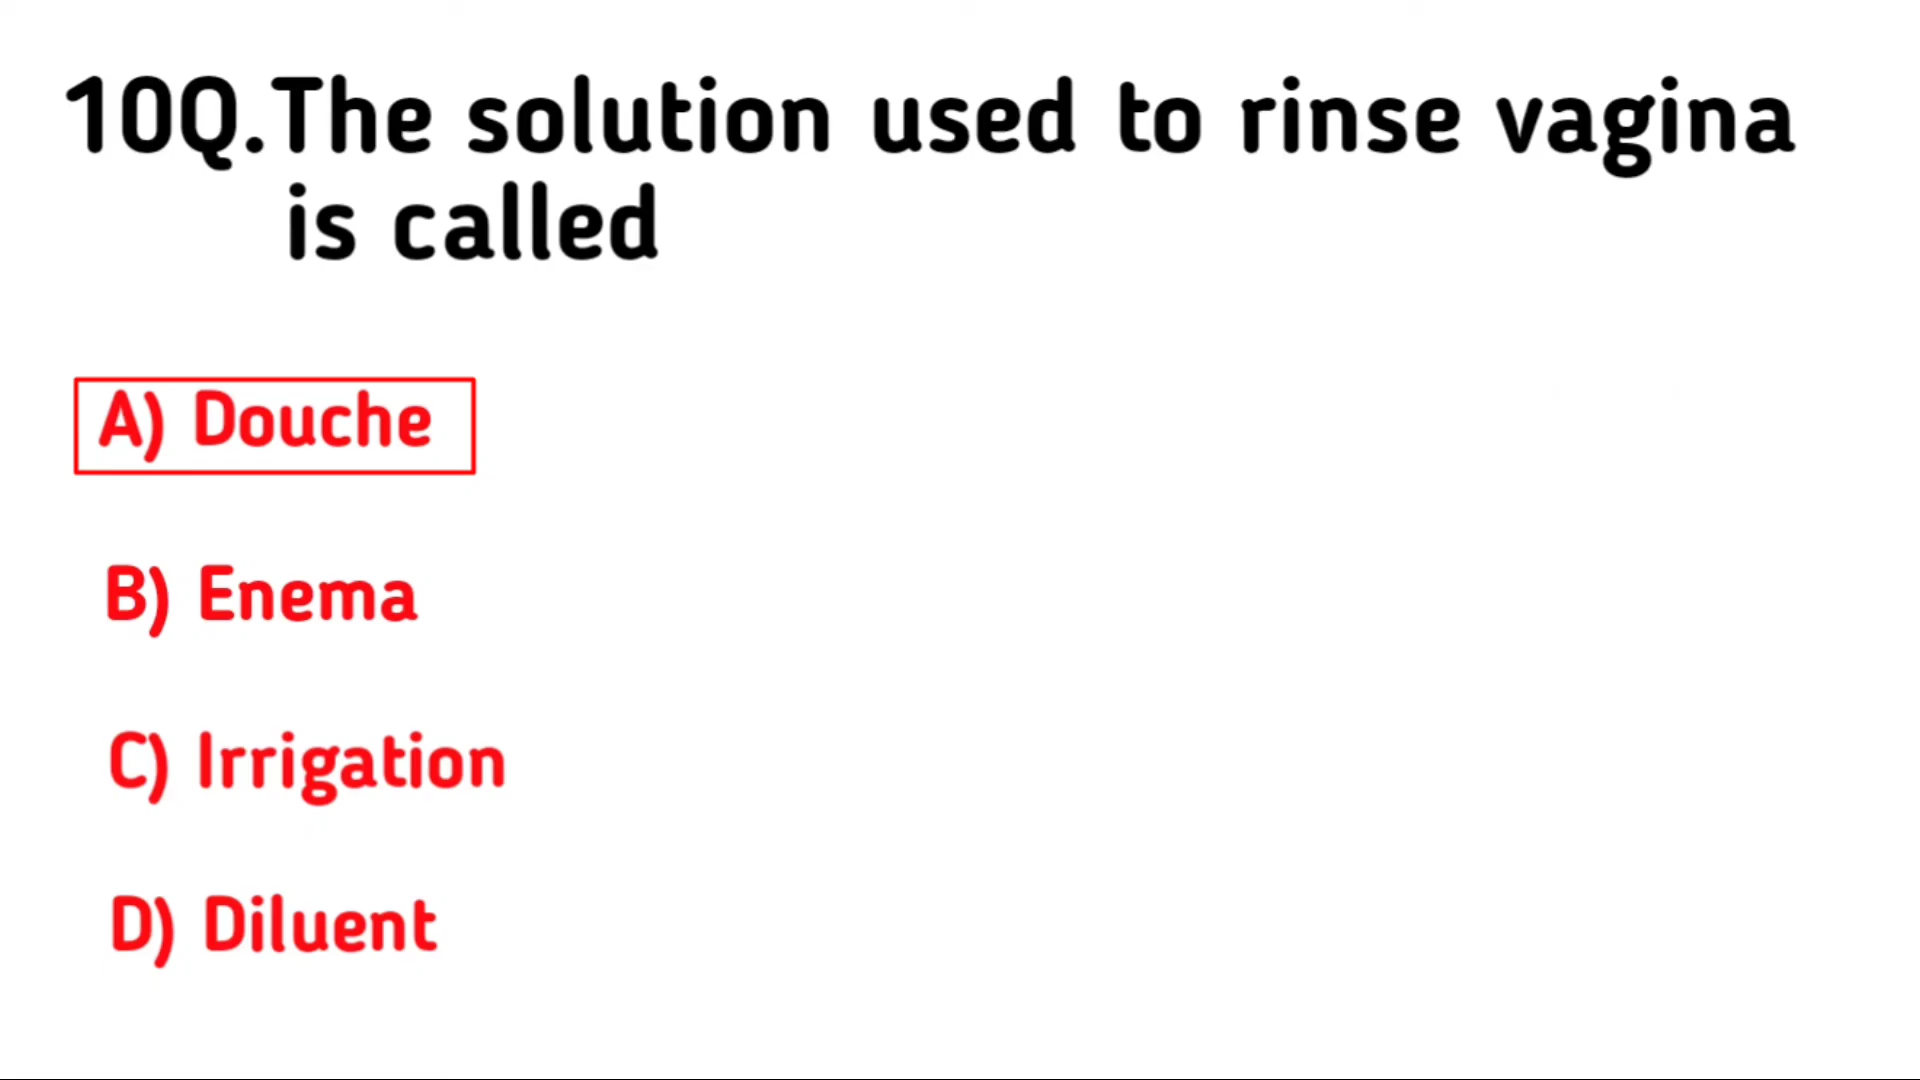 10Q.The solution used to rinse vagina
is called
A) Douche
B) Enema
C) Irrigation
D) Diluent